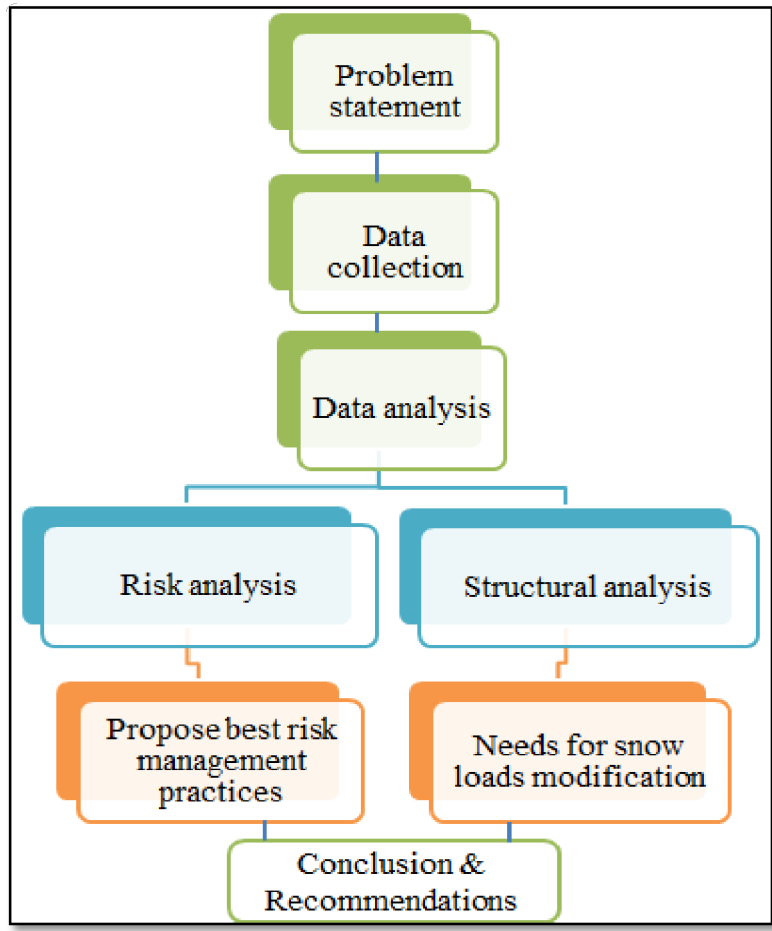 Problem
statement
Data
collection
Data analysis
Risk analysis
Structural analysis
Propose best risk
management
practices
Needs for snow
loads modification
Conclusion &
Recommendations